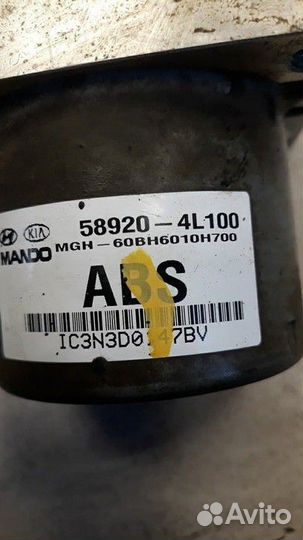 KIA 58920-4L100
MANDO MGH-60BH6010H700
ABS
Avito